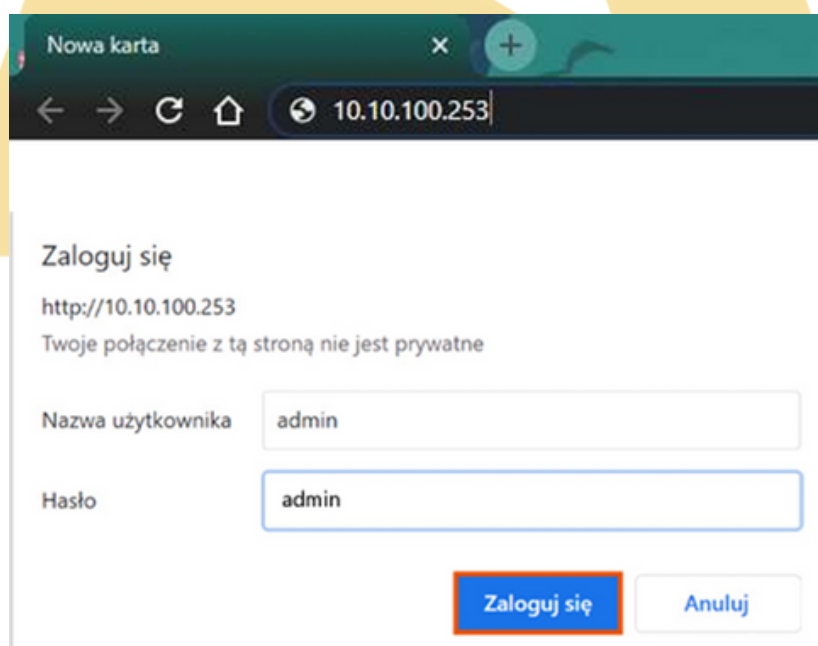 Nowa karta
10.10.100.253
Zaloguj się
http://10.10.100.253
Twoje połączenie z tą stroną nie jest prywatne
Nazwa użytkownika admin
Hasło admin
Zaloguj się Anuluj